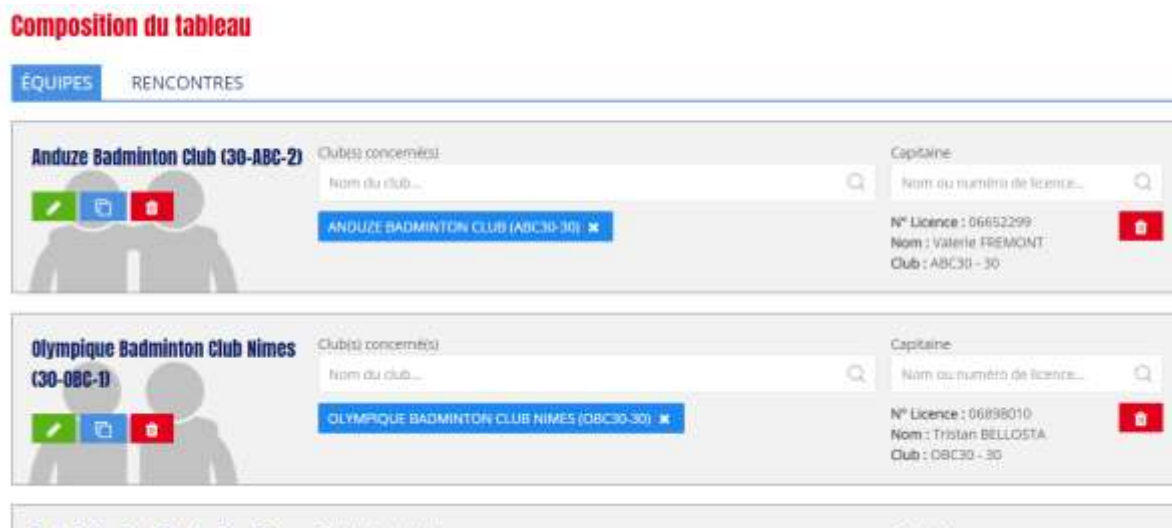 Composition du tableau
ÉQUIPES RENCONTRES
Anduze Badminton Club (30-ABC-2)
Club(s) concerné(s)
Nom du club...
ANDUZE BADMINTON CLUB (ABC30-30) ✖
Capitaine
Nom ou numéro de licence...
N° Licence : 06652299
Nom : Valerie FREMONT
Club : ABC30 - 30
Olympique Badminton Club Nimes
(30-OBC-1)
Club(s) concerné(s)
Nom du club...
OLYMPIQUE BADMINTON CLUB NIMES (OBC30-30) ✖
Capitaine
Nom ou numéro de licence...
N° Licence : 06898010
Nom : Tristan BELLOSTA
Club : OBC30 - 30